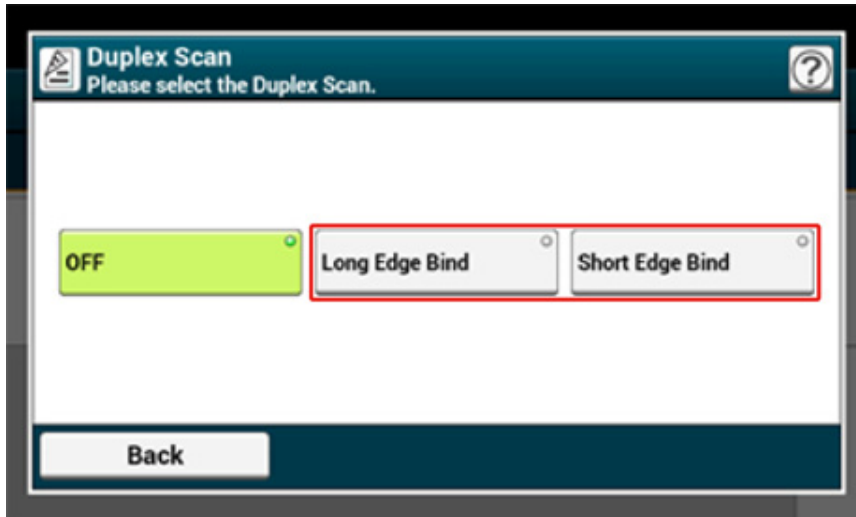 Duplex Scan
Please select the Duplex Scan.
?
OFF
Long Edge Bind
Short Edge Bind
Back